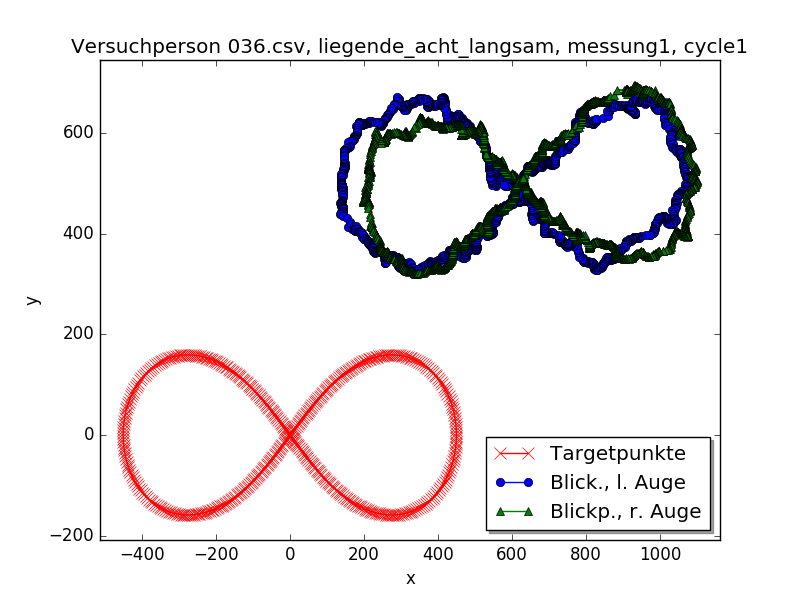 Versuchperson 036.csv, liegende_acht_langsam, messung1, cycle1
y
600
400
200
0
−200
−400
−200
0
200
400
600
800
1000
x
Targetpunkte
Blick., l. Auge
Blickp., r. Auge